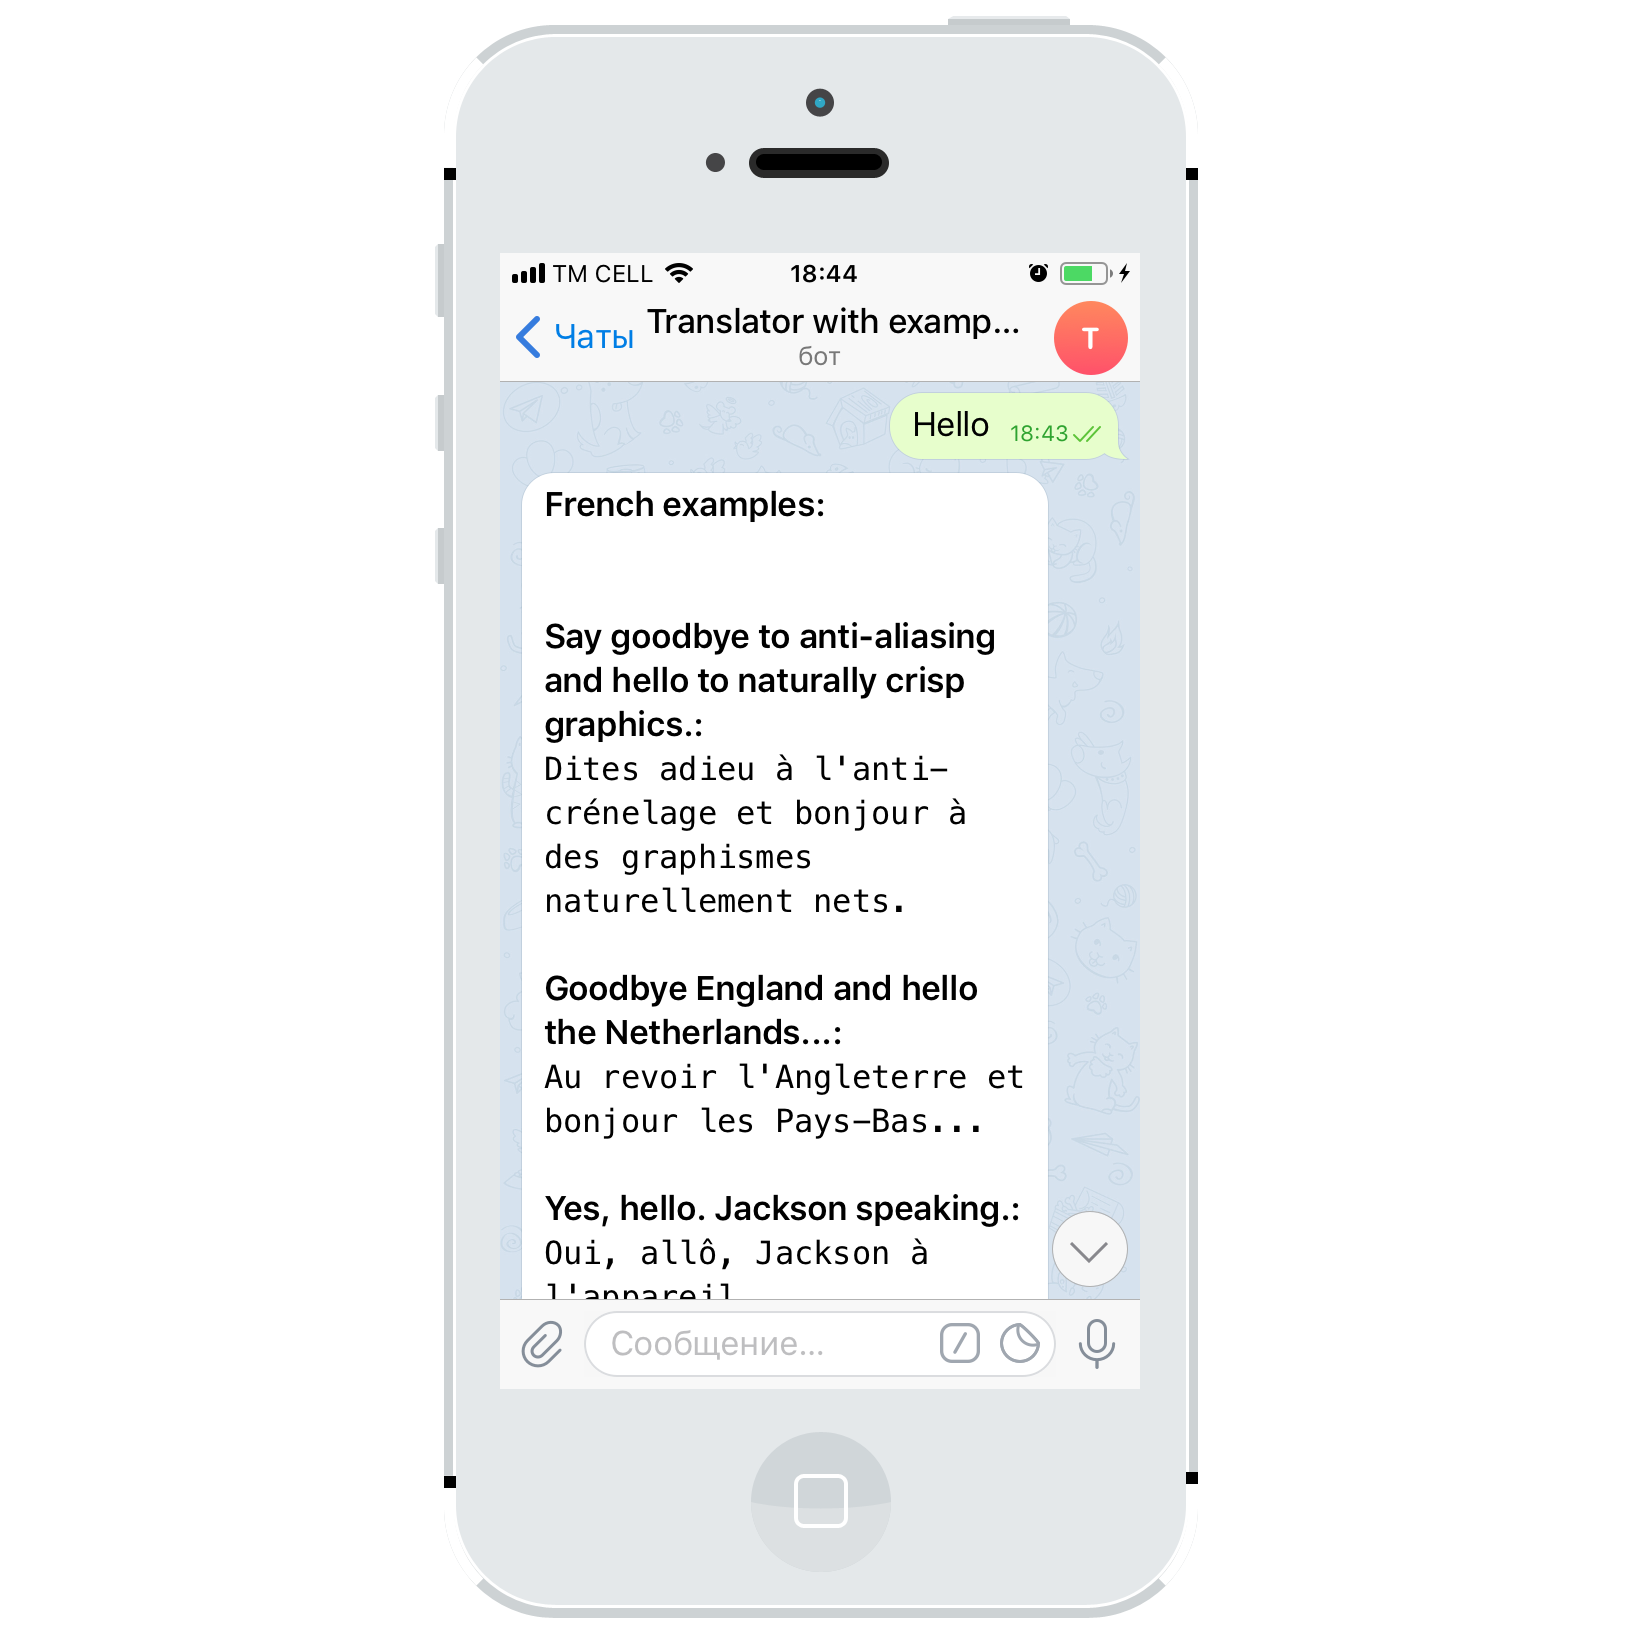 TM CELL 18:44
Чаты Translator with examp... T
бот
Hello 18:43
French examples:
Say goodbye to anti-aliasing
and hello to naturally crisp
graphics.:
Dites adieu à l'anti-
crénelage et bonjour à
des graphismes
naturellement nets.
Goodbye England and hello
the Netherlands...:
Au revoir l'Angleterre et
bonjour les Pays-Bas...
Yes, hello. Jackson speaking.:
Oui, allô, Jackson à
l'appareil
Сообщение...